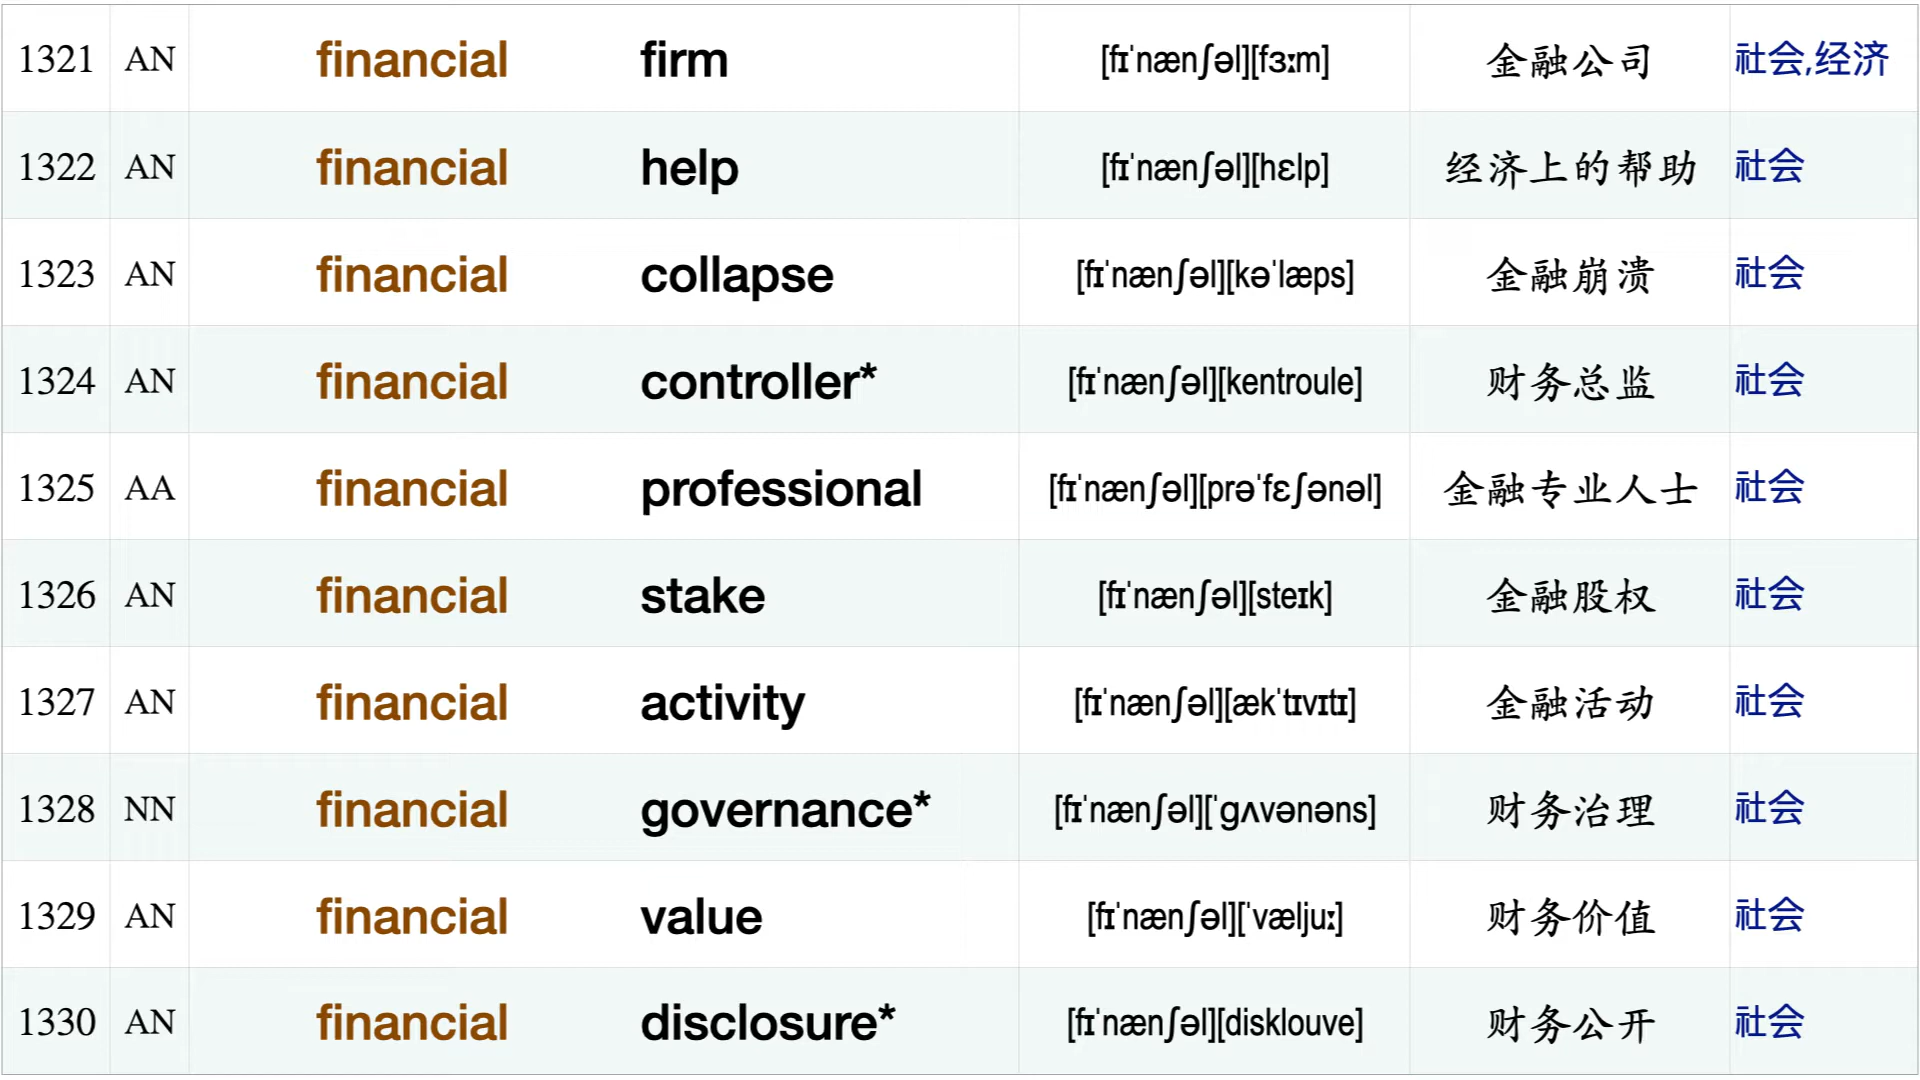 1321 AN financial firm [fɪˈnænʃəl][fɜːm] 金融公司 社会,经济
1322 AN financial help [fɪˈnænʃəl][hɛlp] 经济上的帮助 社会
1323 AN financial collapse [fɪˈnænʃəl][kəˈlæps] 金融崩溃 社会
1324 AN financial controller* [fɪˈnænʃəl][kentroule] 财务总监 社会
1325 AA financial professional [fɪˈnænʃəl][prəˈfɛʃənəl] 金融专业人士 社会
1326 AN financial stake [fɪˈnænʃəl][steɪk] 金融股权 社会
1327 AN financial activity [fɪˈnænʃəl][ækˈtɪvɪtɪ] 金融活动 社会
1328 NN financial governance* [fɪˈnænʃəl][ˈɡʌvənəns] 财务治理 社会
1329 AN financial value [fɪˈnænʃəl][ˈvæljuː] 财务价值 社会
1330 AN financial disclosure* [fɪˈnænʃəl][disklouve] 财务公开 社会